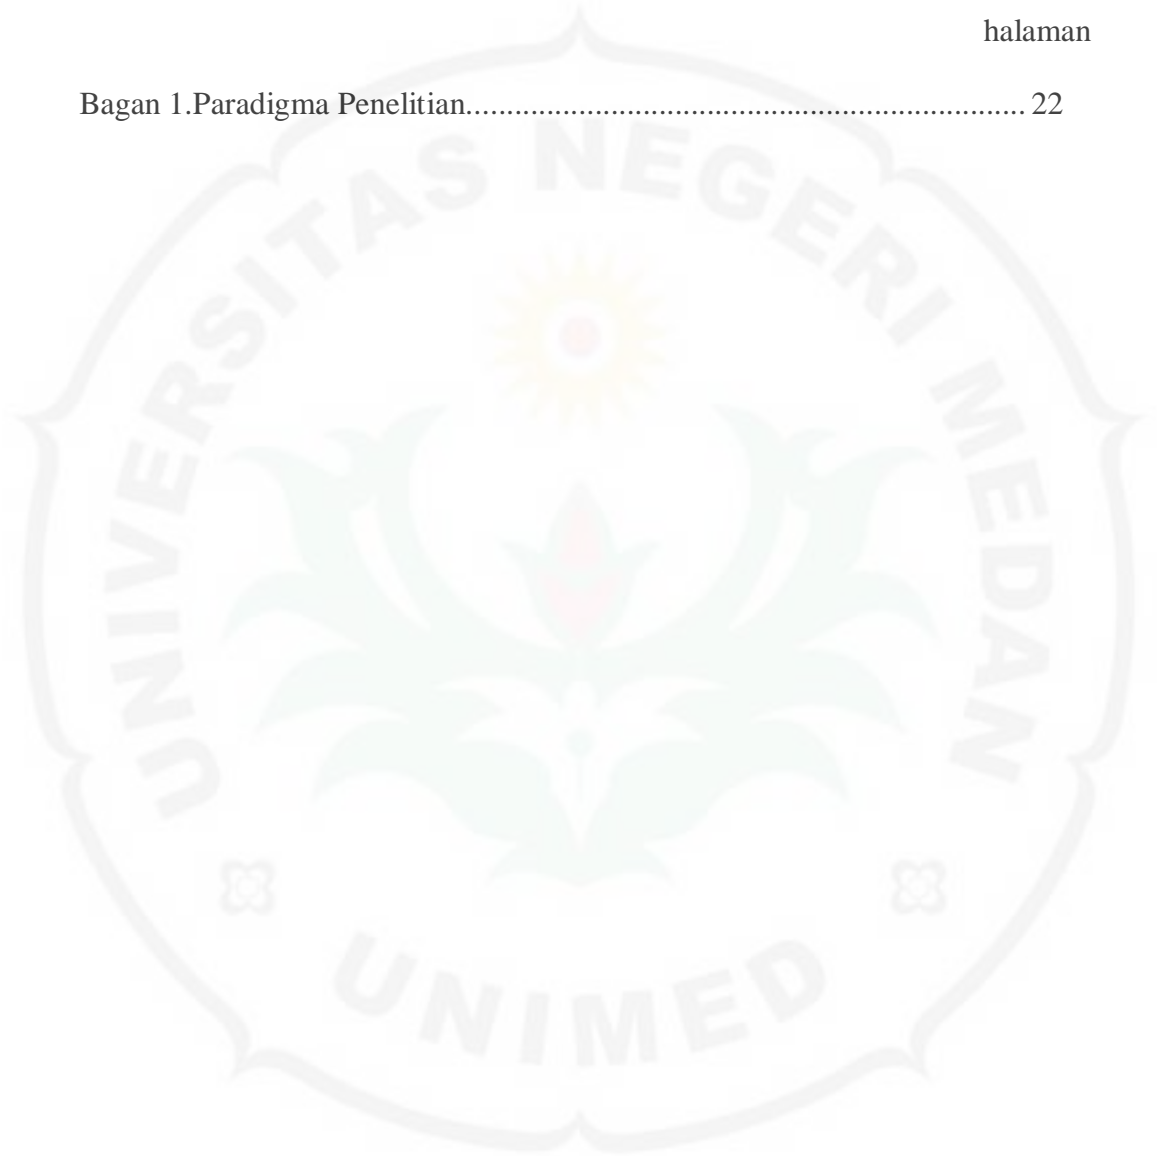 halaman
Bagan 1.Paradigma Penelitian..................................................................... 22
UNIVERSITAS NEGERI MEDAN
UNIMED